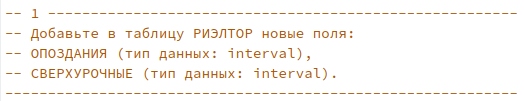 -- 1 ---------------------------------------------------------
-- Добавьте в таблицу РИЭЛТОР новые поля:
-- ОПОЗДАНИЯ (тип данных: interval),
-- СВЕРХУРОЧНЫЕ (тип данных: interval).
---------------------------------------------------------------